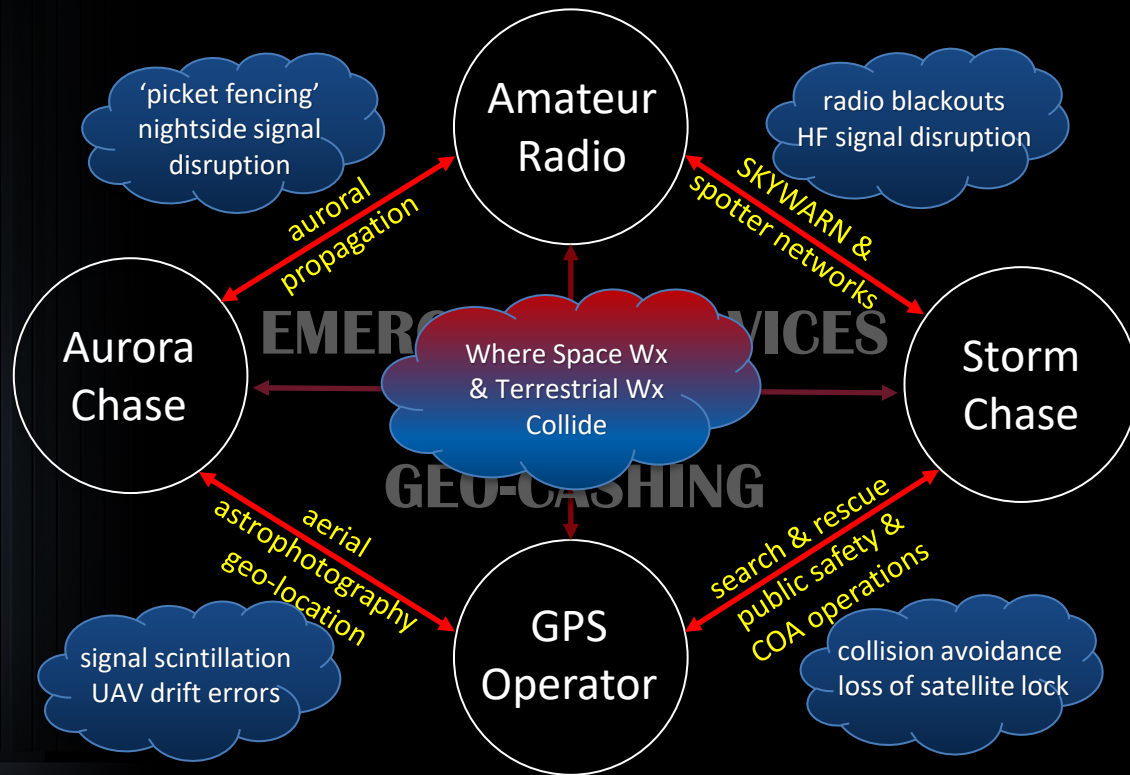 'picket fencing'
nightside signal
disruption
Amateur
Radio
radio blackouts
HF signal disruption
auroral
propagation
SKYWARN &
spotter networks
Aurora
Chase
Where Space Wx
& Terrestrial Wx
Collide
Storm
Chase
GEO-CASHING
aerial
astrophotography
geo-location
search & rescue
public safety &
COA operations
GPS
Operator
signal scintillation
UAV drift errors
collision avoidance
loss of satellite lock